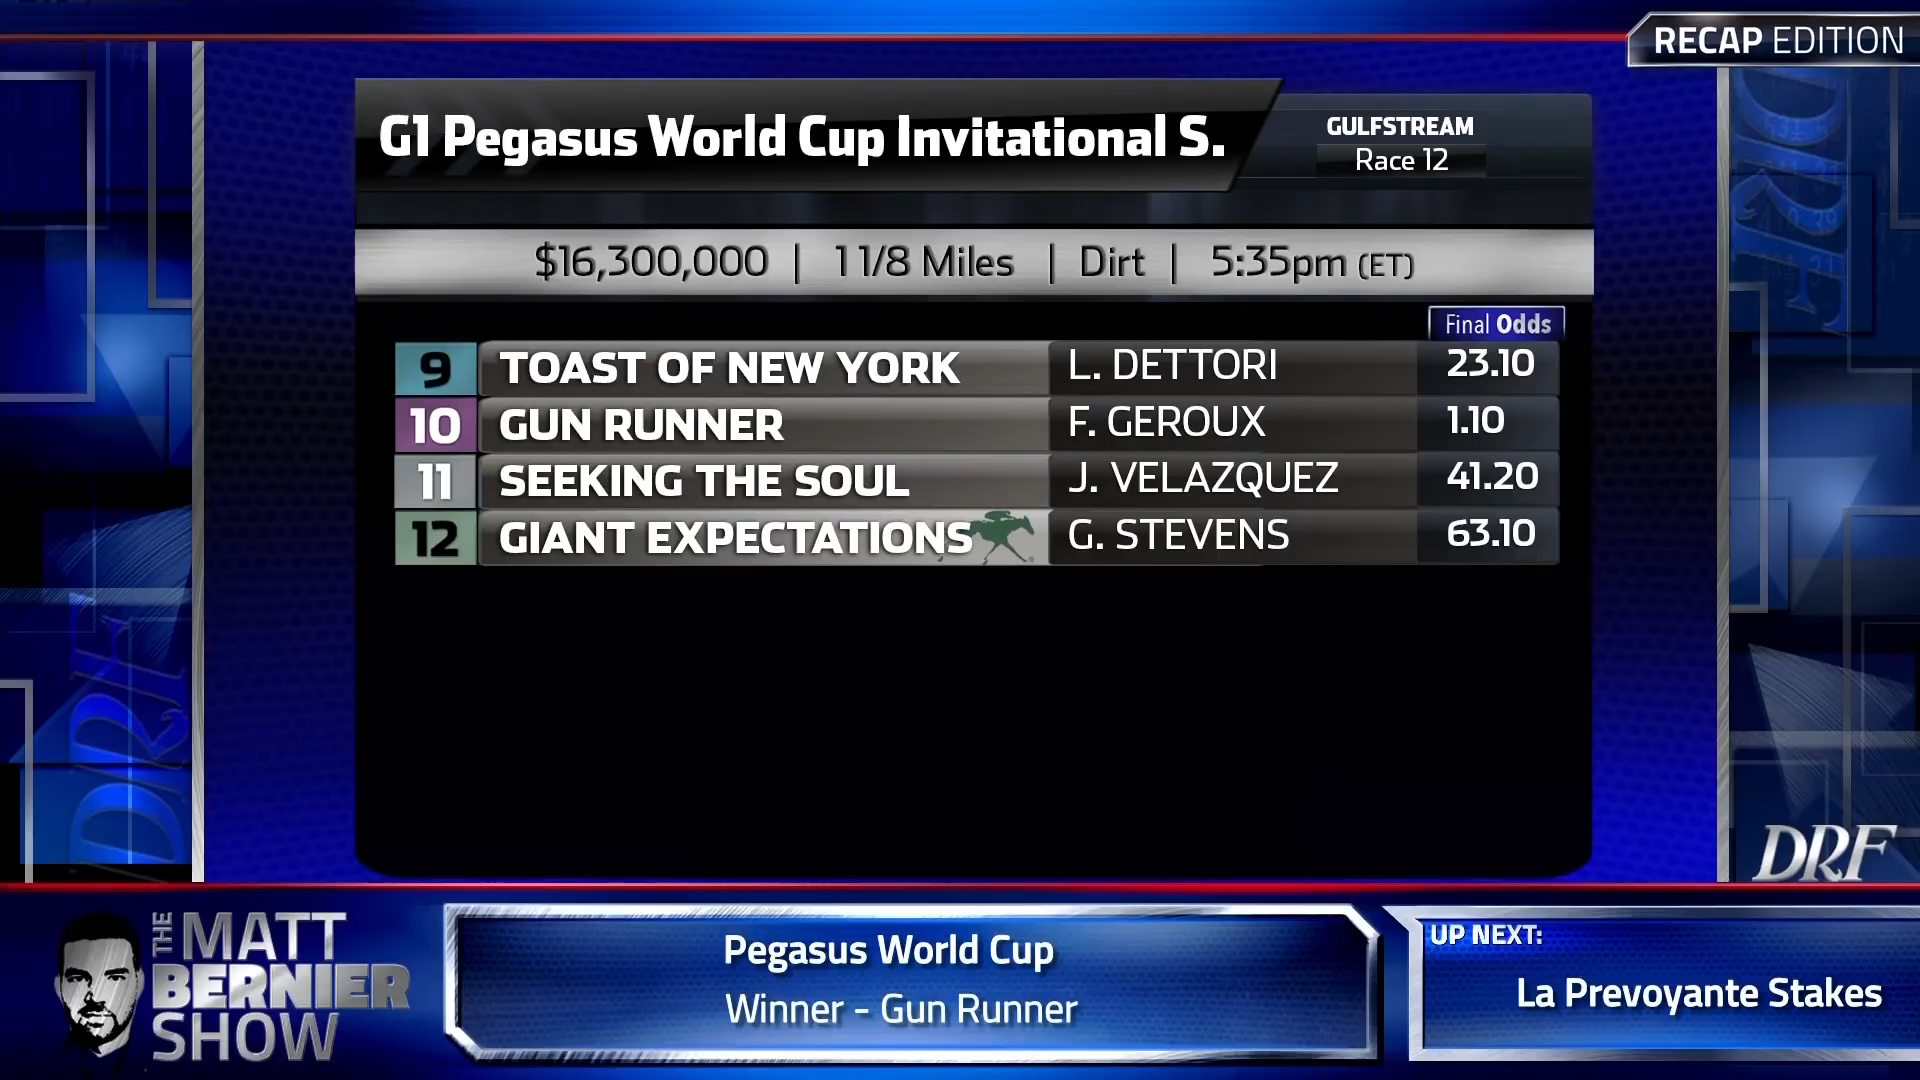 RECAP EDITION
G1 Pegasus World Cup Invitational S.
GULFSTREAM
Race 12
$16,300,000 | 1 1/8 Miles | Dirt | 5:35pm (ET)
Final Odds
9 TOAST OF NEW YORK L. DETTORI 23.10
10 GUN RUNNER F. GEROUX 1.10
11 SEEKING THE SOUL J. VELAZQUEZ 41.20
12 GIANT EXPECTATIONS G. STEVENS 63.10
DRF
DRF
DRF
THE MATT
BERNIER
SHOW
Pegasus World Cup
Winner - Gun Runner
UP NEXT:
La Prevoyante Stakes